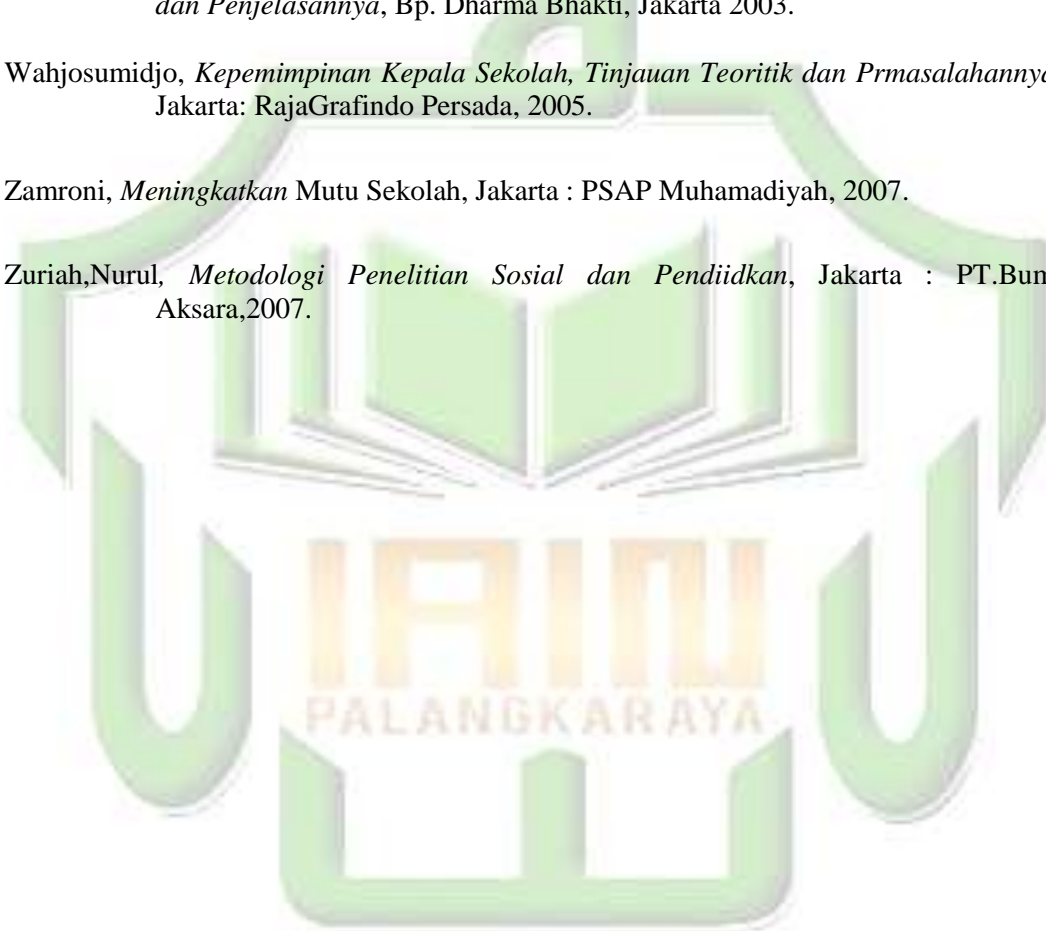 dan Penjelasannya, Bp. Dharma Bhakti, Jakarta 2003.
Wahjosumidjo, Kepemimpinan Kepala Sekolah, Tinjauan Teoritik dan Prmasalahannya
Jakarta: RajaGrafindo Persada, 2005.
Zamroni, Meningkatkan Mutu Sekolah, Jakarta : PSAP Muhamadiyah, 2007.
Zuriah,Nurul, Metodologi Penelitian Sosial dan Pendiidkan, Jakarta : PT.Bum
Aksara,2007.
IAIN
PALANGKARAYA